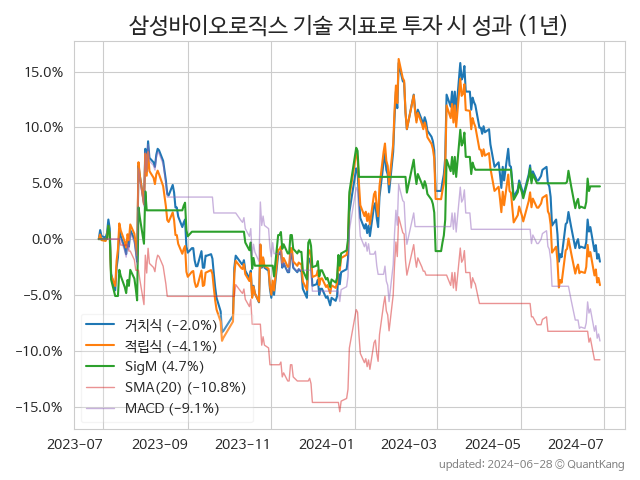 삼성바이오로직스 기술 지표로 투자 시 성과 (1년)
15.0%
10.0%
5.0%
0.0%
−5.0%
−10.0%
−15.0%
거치식 (−2.0%)
적립식 (−4.1%)
SigM (4.7%)
SMA(20) (−10.8%)
MACD (−9.1%)
2023-07 2023-09 2023-11 2024-01 2024-03 2024-05 2024-07
updated: 2024-06-28 ⓒ QuantKang